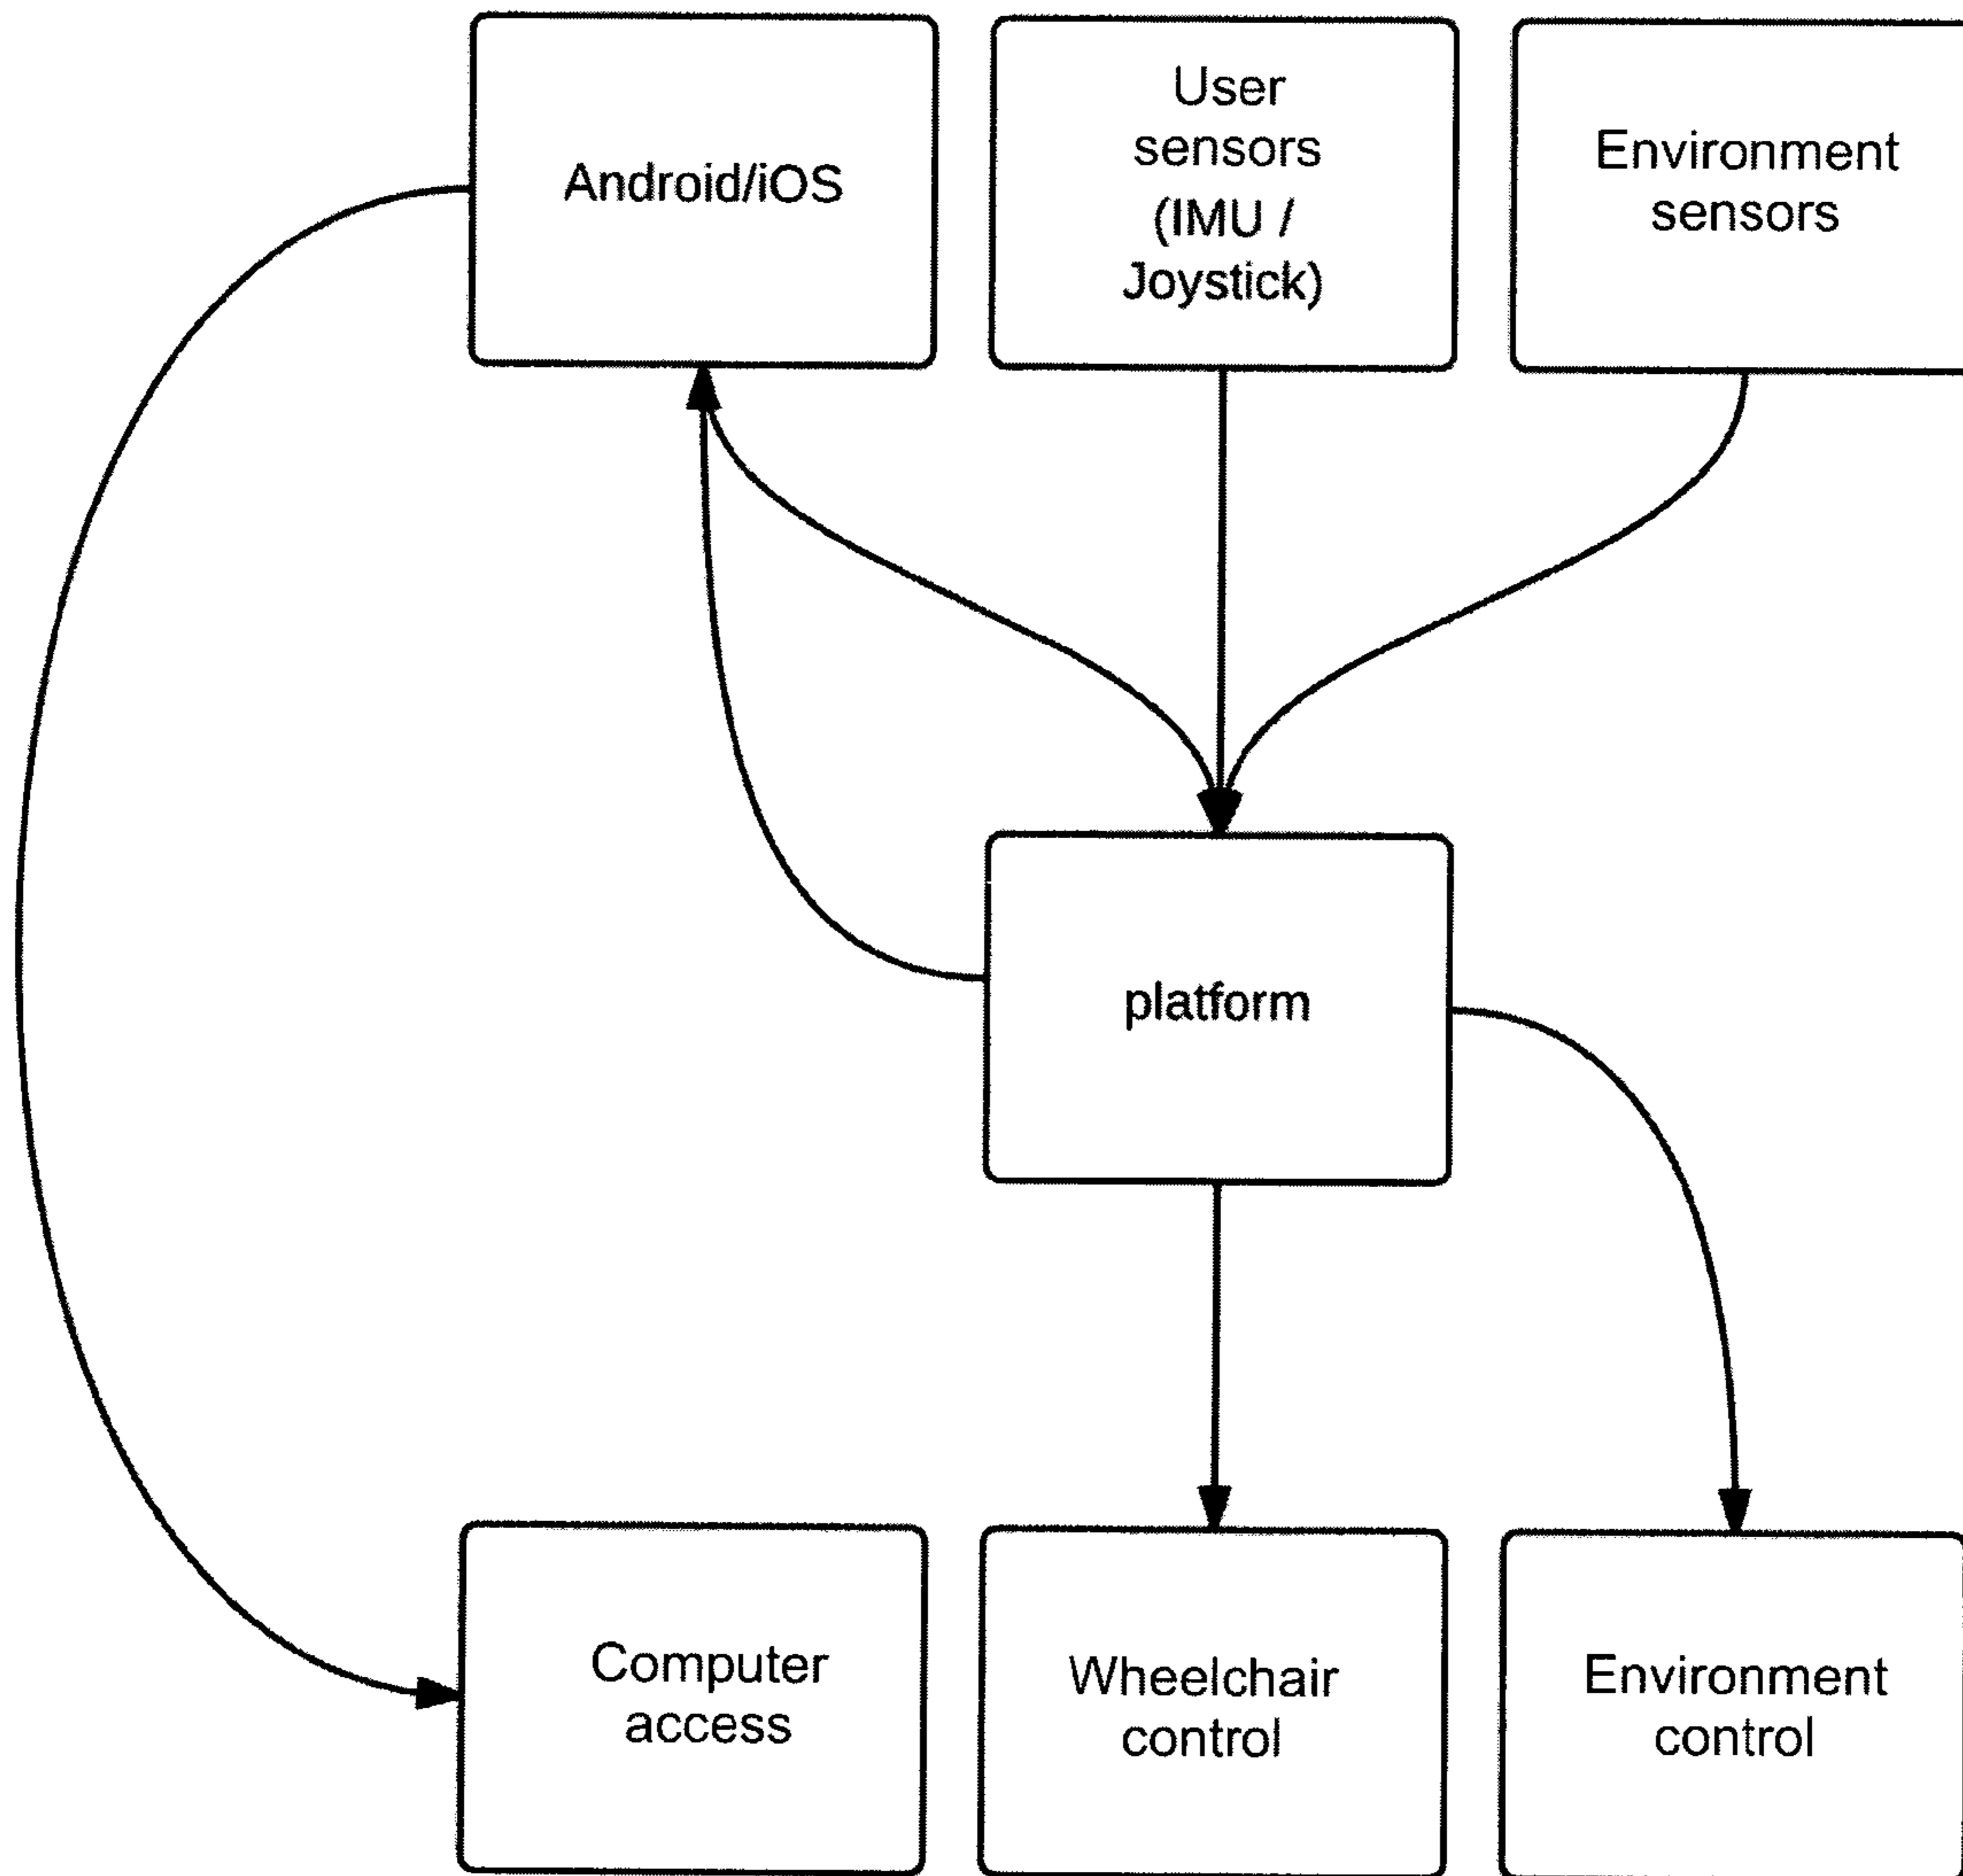 Android/iOS
User
sensors
(IMU /
Joystick)
Environment
sensors
platform
Computer
access
Wheelchair
control
Environment
control